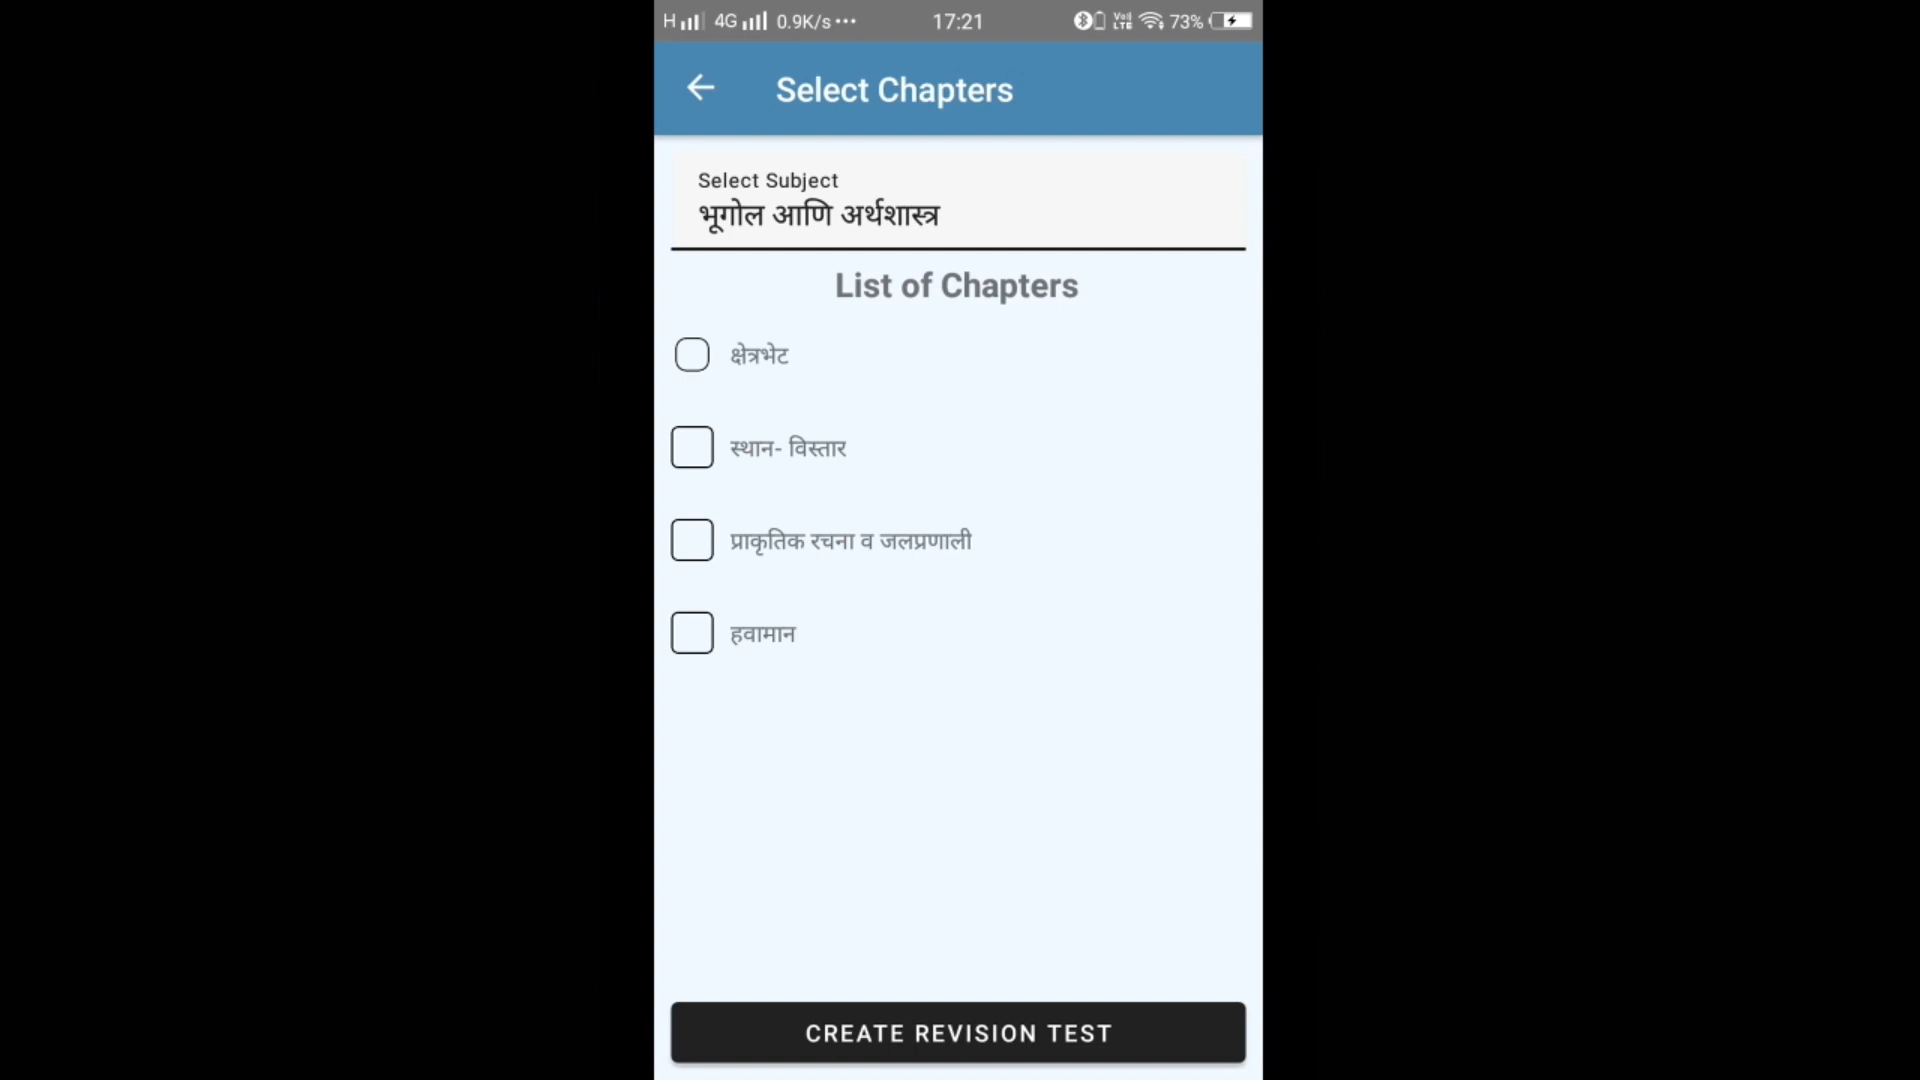 H 4G 0.9K/s ... 17:21 VoLTE 73%
Select Chapters
Select Subject
भूगोल आणि अर्थशास्त्र
List of Chapters
क्षेत्रभेट
स्थान- विस्तार
प्राकृतिक रचना व जलप्रणाली
हवामान
CREATE REVISION TEST